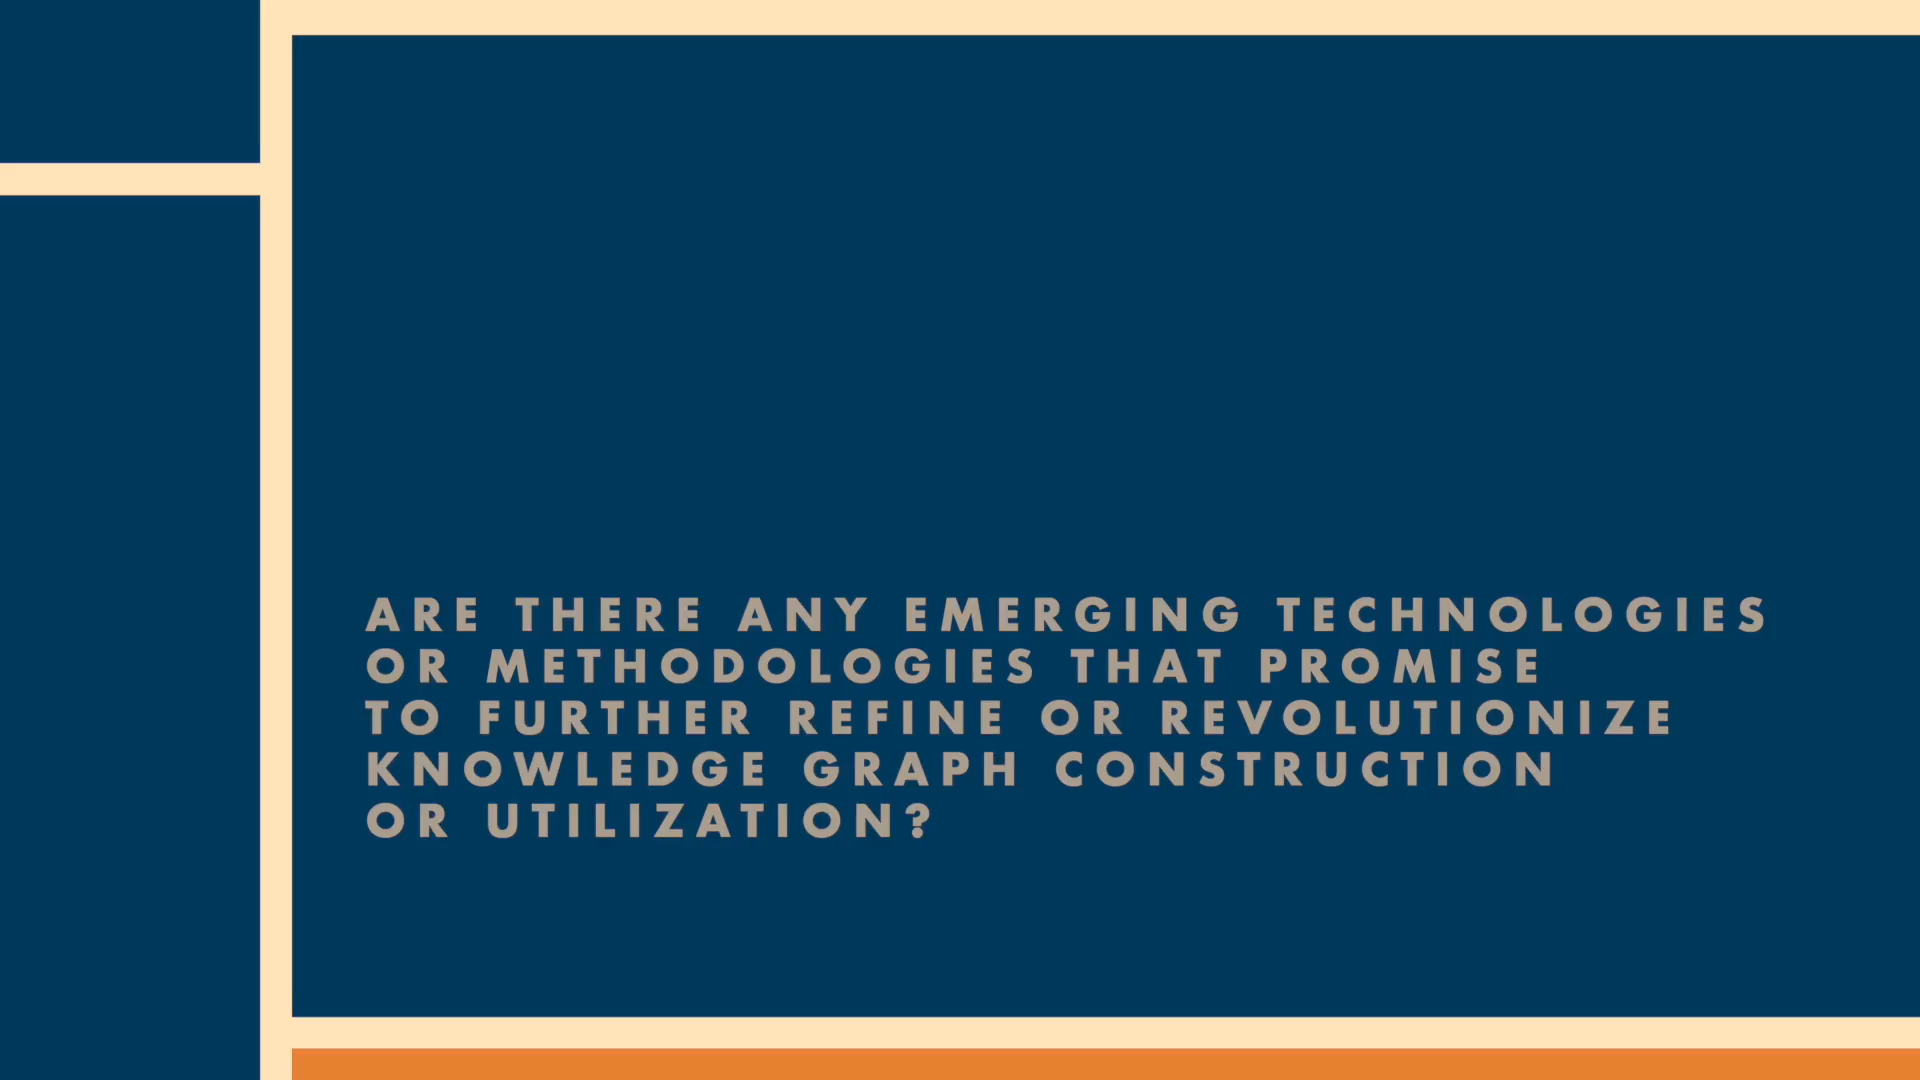 ARE THERE ANY EMERGING TECHNOLOGIES
OR METHODOLOGIES THAT PROMISE
TO FURTHER REFINE OR REVOLUTIONIZE
KNOWLEDGE GRAPH CONSTRUCTION
OR UTILIZATION?